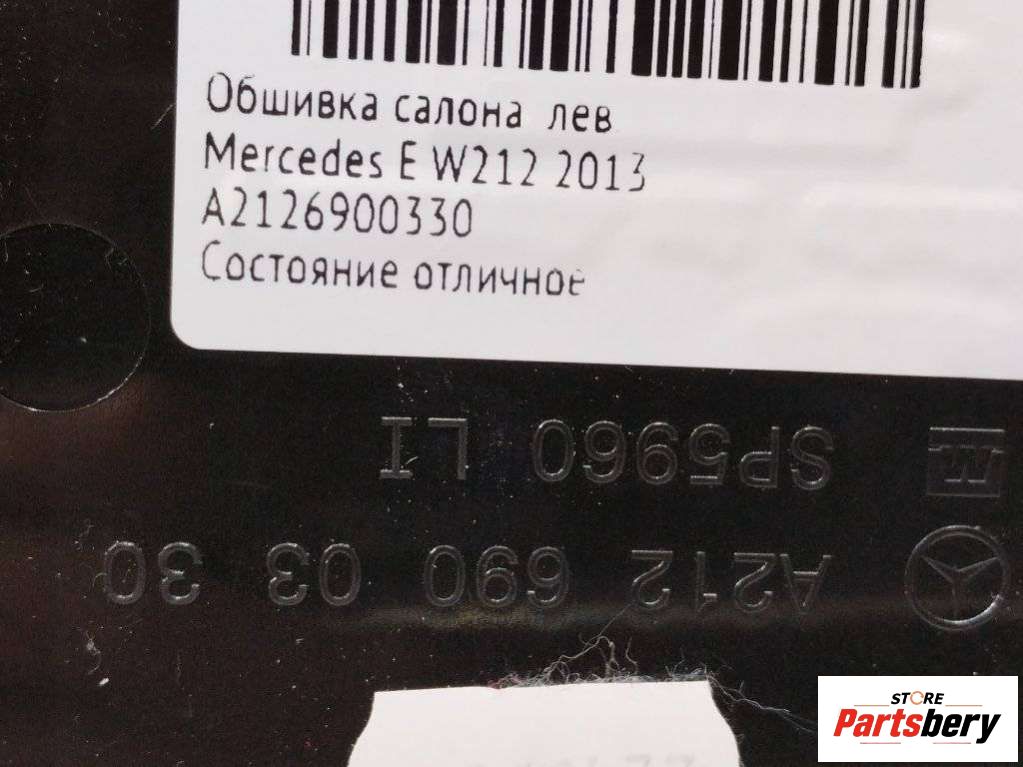 Обшивка салона лев
Mercedes E W212 2013
A2126900330
Состояние отличное
SP5960 LI
A212 690 03 30
STORE
Partsbery